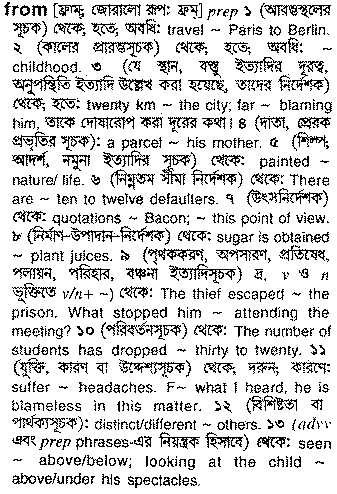 from [ফ্রাম্; জোরালো রূপ: ফ্রম্] prep ১ (আরম্ভস্থলের
সূচক) থেকে, হতে, অবধি: travel ~ Paris to Berlin.
২ (কালের প্রারম্ভসূচক) থেকে, হতে, অবধি: ~
childhood. ৩ (যে স্থান, বস্তু ইত্যাদির দূরত্ব,
অনুপস্থিতি ইত্যাদি উল্লেখ করা হয়েছে, তাদের নির্দেশক)
থেকে, হতে: twenty km ~ the city; far ~ blaming
him, তাকে দোষারোপ করা দূরের কথা। ৪ (দাতা, প্রেরক
প্রভৃতির সূচক): a parcel ~ his mother. ৫ (শিল্প,
আদর্শ, নমুনা ইত্যাদির সূচক) থেকে: painted ~
nature/ life. ৬ (নিম্নতম সীমা নির্দেশক) থেকে: There
are ~ ten to twelve defaulters. ৭ (উৎসনির্দেশক)
থেকে: quotations ~ Bacon; ~ this point of view.
৮ (নির্মাণ-উপাদান-নির্দেশক) থেকে: sugar is obtained
~ plant juices. ৯ (পৃথককরণ, অপসারণ, প্রতিষেধ,
পলায়ন, পরিহার, বঞ্চনা ইত্যাদিসূচক) দ্র, v ও n
ভুক্তিতে v/n+ ~) থেকে: The thief escaped ~ the
prison. What stopped him ~ attending the
meeting? ১০ (পরিবর্তনসূচক) থেকে: The number of
students has dropped ~ thirty to twenty. ১১
(যুক্তি, কারণ বা উদ্দেশ্যসূচক) থেকে, দরুন, কারণে:
suffer ~ headaches. F~ what I heard, he is
blameless in this matter. ১২ (বিশিষ্টতা বা
পার্থক্যসূচক): distinct/different ~ others. ১৩ (advv
এবং prep phrases-এর নিয়ন্ত্রক হিসাবে) থেকে: seen
~ above/below; looking at the child ~
above/under his spectacles.